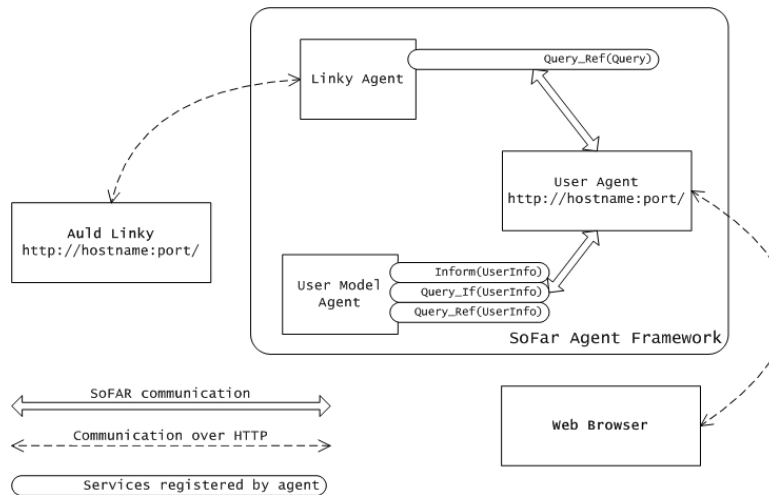 Query_Ref(Query)
Linky Agent
User Agent
http://hostname:port/
Auld Linky
http://hostname:port/
Inform(UserInfo)
User Model
Agent
Query_If(UserInfo)
Query_Ref(UserInfo)
SoFar Agent Framework
SoFAR communication
Communication over HTTP
Services registered by agent
Web Browser